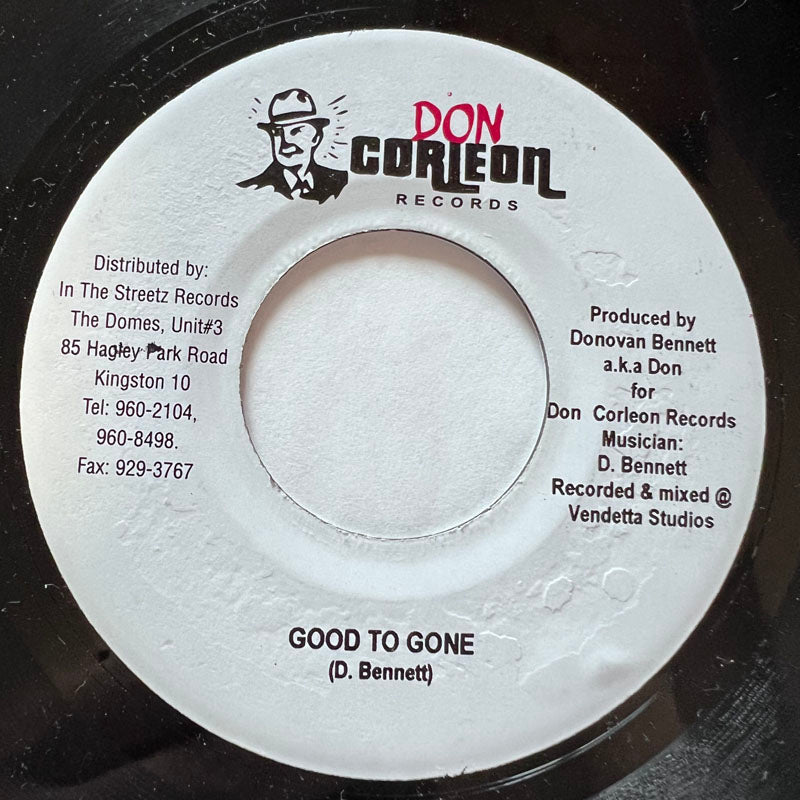 DON
CORLEON
RECORDS
Distributed by:
In The Streetz Records
The Domes, Unit#3
85 Hagley Park Road
Kingston 10
Tel: 960-2104,
960-8498.
Fax: 929-3767
Produced by
Donovan Bennett
a.k.a Don
for
Don Corleon Records
Musician:
D. Bennett
Recorded & mixed @
Vendetta Studios
GOOD TO GONE
(D. Bennett)